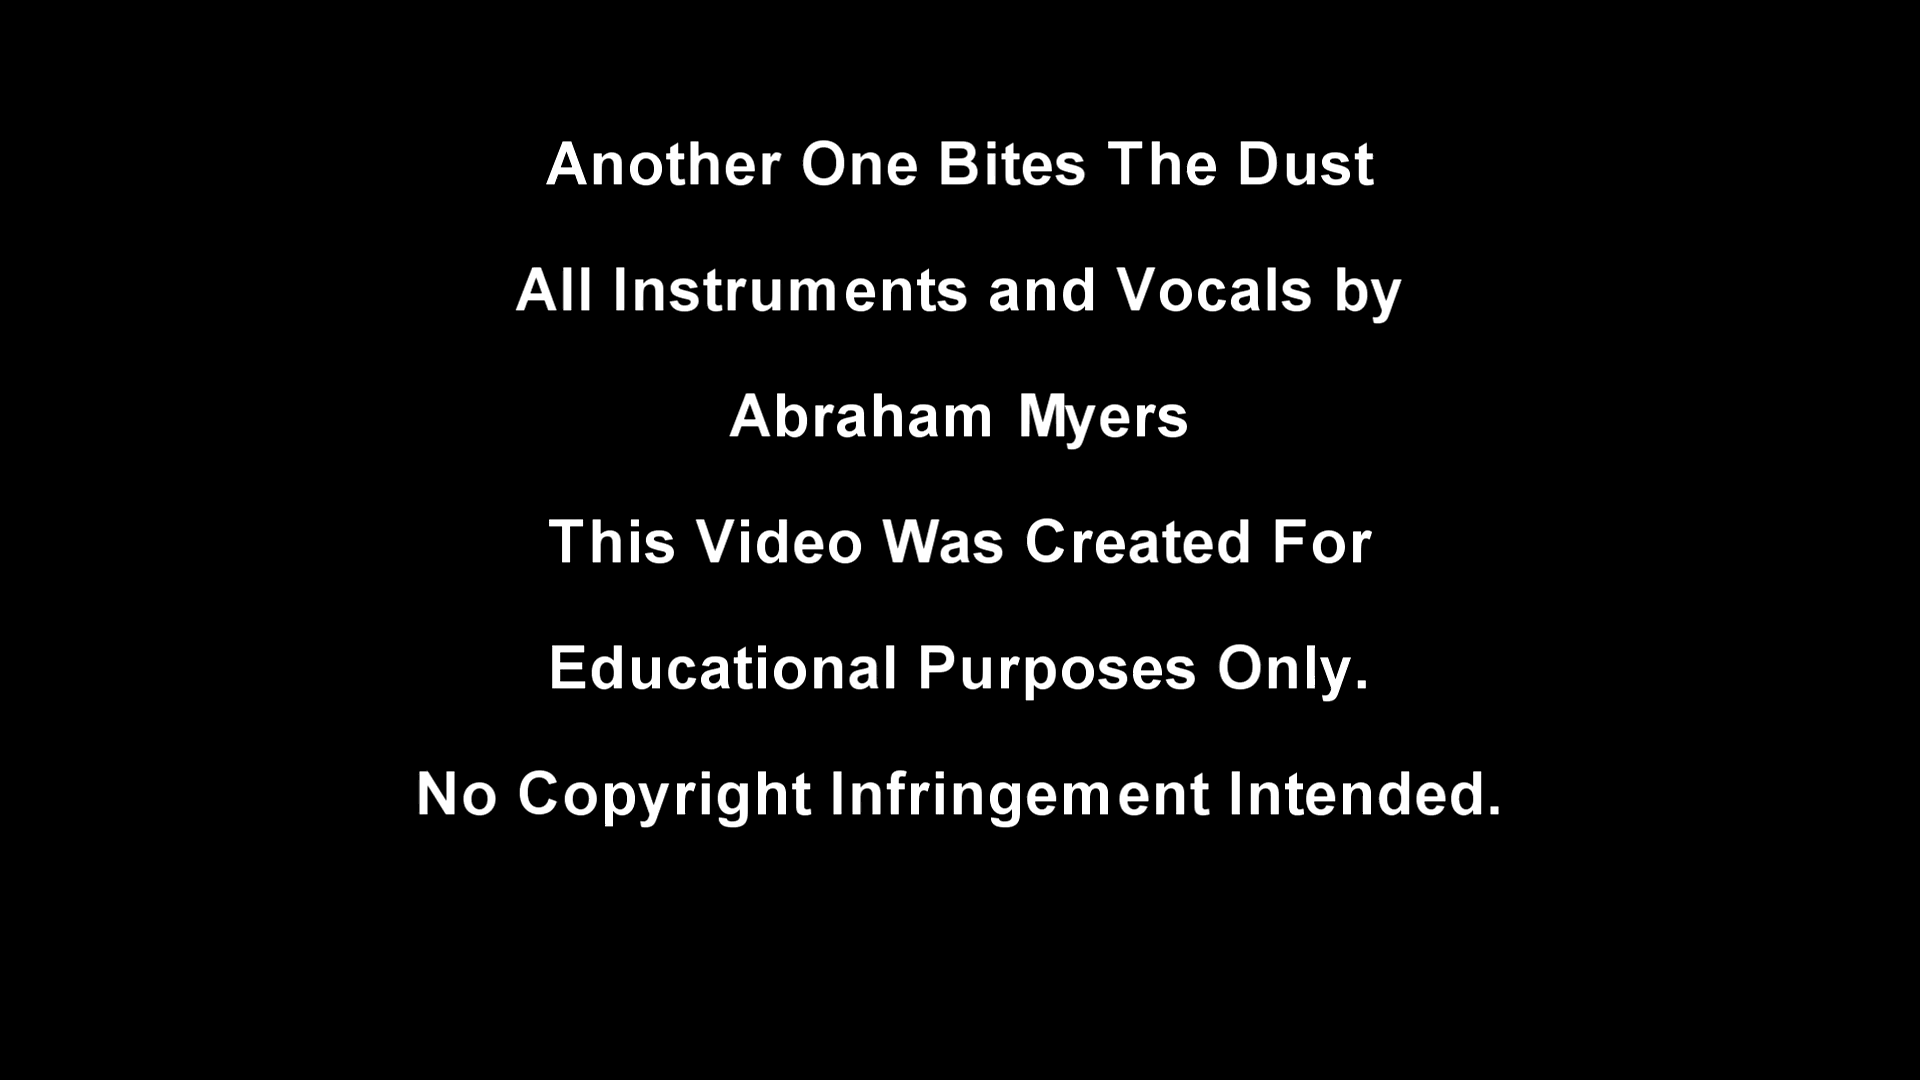 Another One Bites The Dust
All Instruments and Vocals by
Abraham Myers
This Video Was Created For
Educational Purposes Only.
No Copyright Infringement Intended.